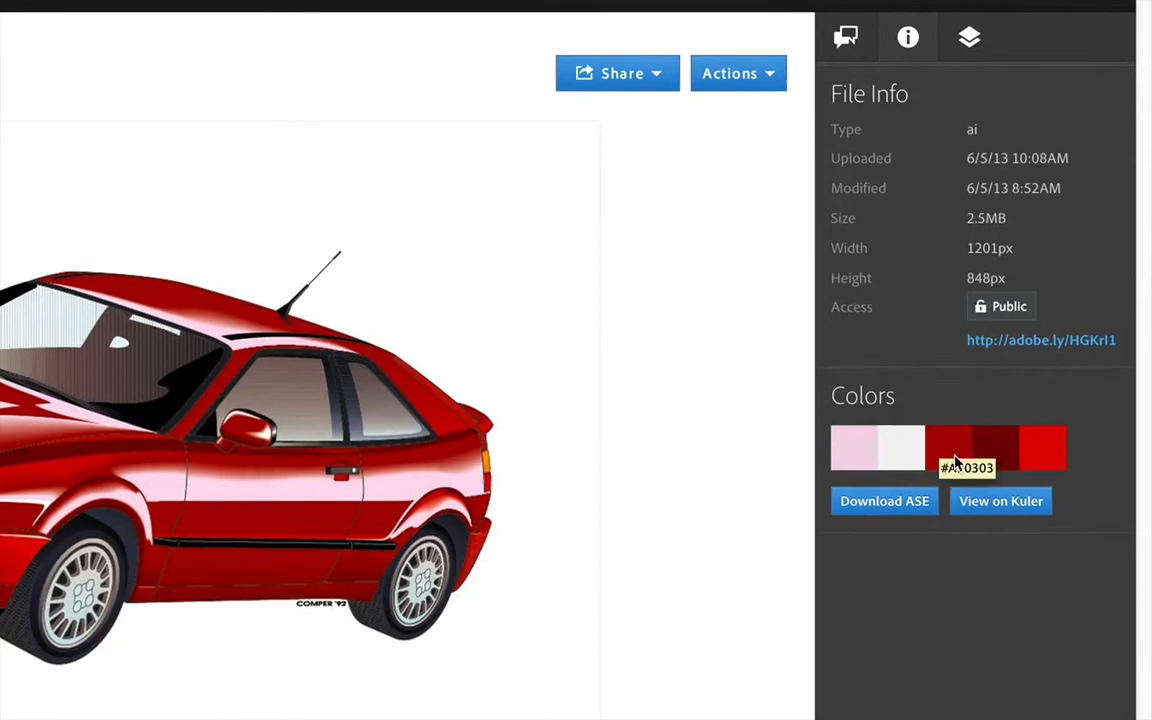 Share
Actions
File Info
Type ai
Uploaded 6/5/13 10:08AM
Modified 6/5/13 8:52AM
Size 2.5MB
Width 1201px
Height 848px
Access Public
http://adobe.ly/HGKrI1
Colors
Download ASE
View on Kuler
COMPER '92